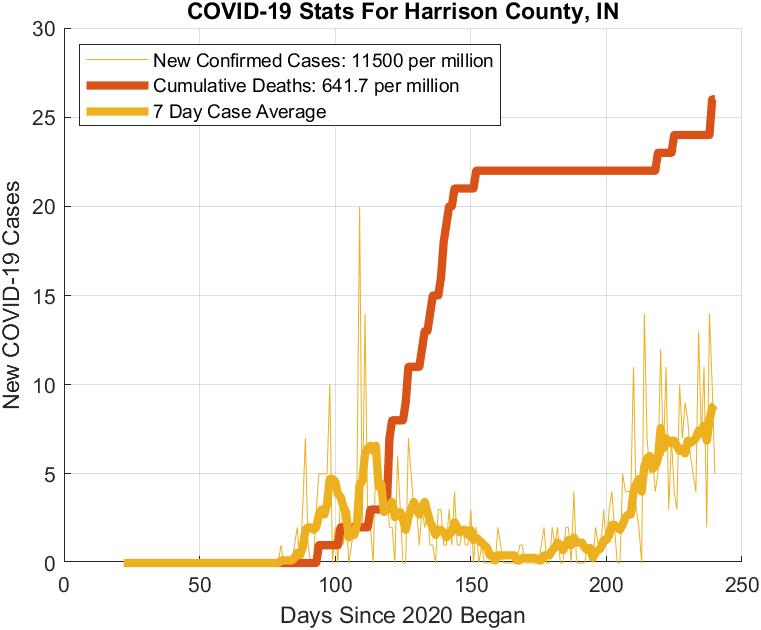 COVID-19 Stats For Harrison County, IN
New Confirmed Cases: 11500 per million
Cumulative Deaths: 641.7 per million
7 Day Case Average
New COVID-19 Cases
30
25
20
15
10
5
0
0 50 100 150 200 250
Days Since 2020 Began